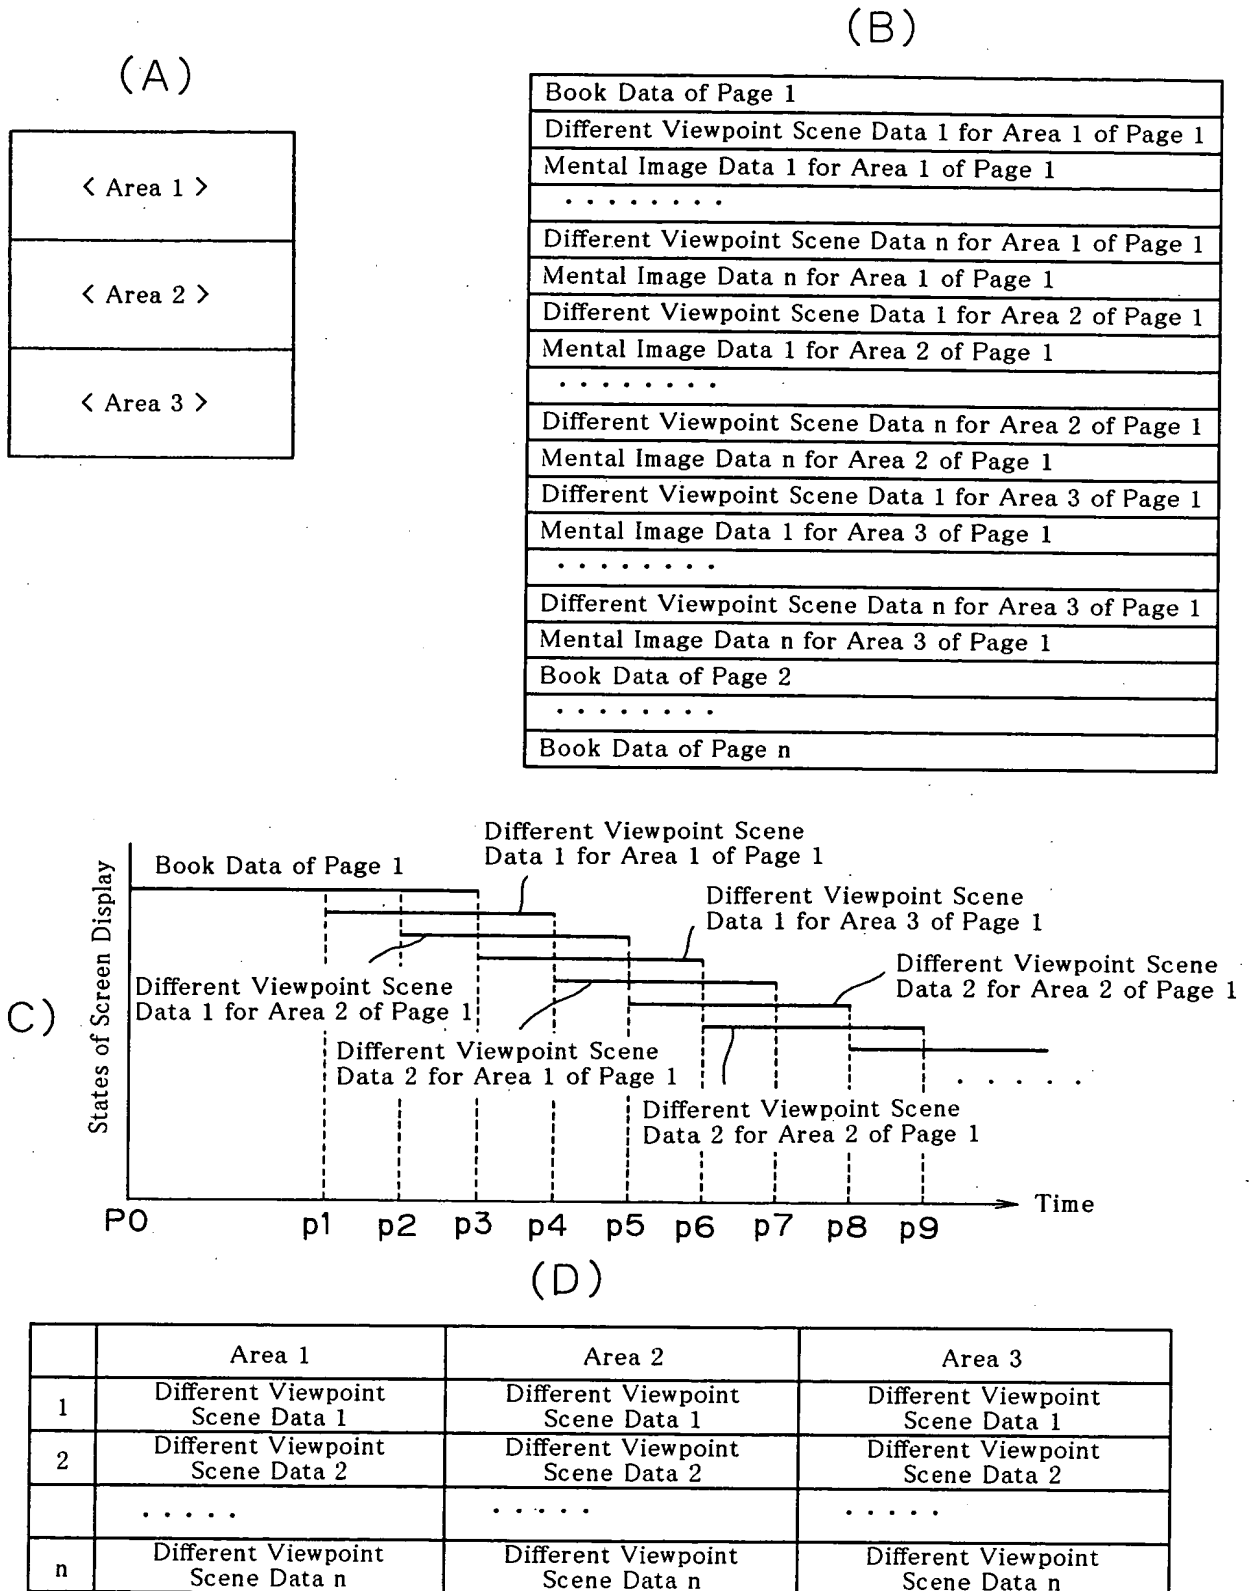 (A)
< Area 1 >
< Area 2 >
< Area 3 >
(B)
Book Data of Page 1
Different Viewpoint Scene Data 1 for Area 1 of Page 1
Mental Image Data 1 for Area 1 of Page 1
. . . . . . . .
Different Viewpoint Scene Data n for Area 1 of Page 1
Mental Image Data n for Area 1 of Page 1
Different Viewpoint Scene Data 1 for Area 2 of Page 1
Mental Image Data 1 for Area 2 of Page 1
. . . . . . . .
Different Viewpoint Scene Data n for Area 2 of Page 1
Mental Image Data n for Area 2 of Page 1
Different Viewpoint Scene Data 1 for Area 3 of Page 1
Mental Image Data 1 for Area 3 of Page 1
. . . . . . . .
Different Viewpoint Scene Data n for Area 3 of Page 1
Mental Image Data n for Area 3 of Page 1
Book Data of Page 2
. . . . . . . .
Book Data of Page n
C)
States of Screen Display
Book Data of Page 1
Different Viewpoint Scene
Data 1 for Area 1 of Page 1
Different Viewpoint Scene
Data 1 for Area 3 of Page 1
Different Viewpoint Scene
Data 2 for Area 2 of Page 1
Different Viewpoint Scene
Data 1 for Area 2 of Page 1
Different Viewpoint Scene
Data 2 for Area 1 of Page 1
. . . . .
Different Viewpoint Scene
Data 2 for Area 2 of Page 1
Time
P0 p1 p2 p3 p4 p5 p6 p7 p8 p9
(D)
Area 1 Area 2 Area 3
1 Different Viewpoint Different Viewpoint Different Viewpoint
Scene Data 1 Scene Data 1 Scene Data 1
2 Different Viewpoint Different Viewpoint Different Viewpoint
Scene Data 2 Scene Data 2 Scene Data 2
. . . . . . . . . . . . . . .
n Different Viewpoint Different Viewpoint Different Viewpoint
Scene Data n Scene Data n Scene Data n